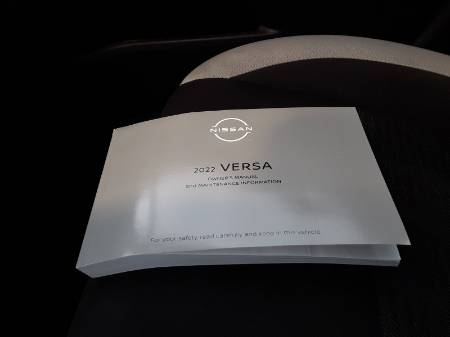 NISSAN
2022 VERSA
OWNER'S MANUAL
and MAINTENANCE INFORMATION
For your safety, read carefully and keep in this vehicle.